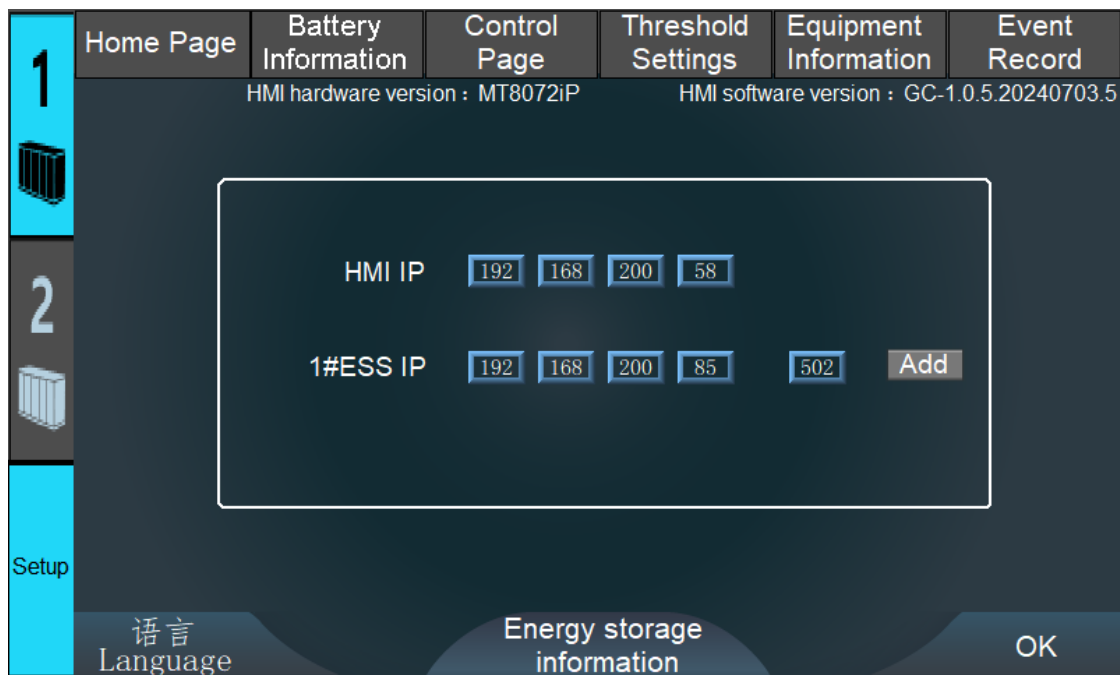 1
Home Page
Battery
Information
Control
Page
Threshold
Settings
Equipment
Information
Event
Record
HMI hardware version：MT8072iP
HMI software version：GC-1.0.5.20240703.5
HMI IP 192 168 200 58
2
1#ESS IP 192 168 200 85 502 Add
Setup
语言
Language
Energy storage
information
OK